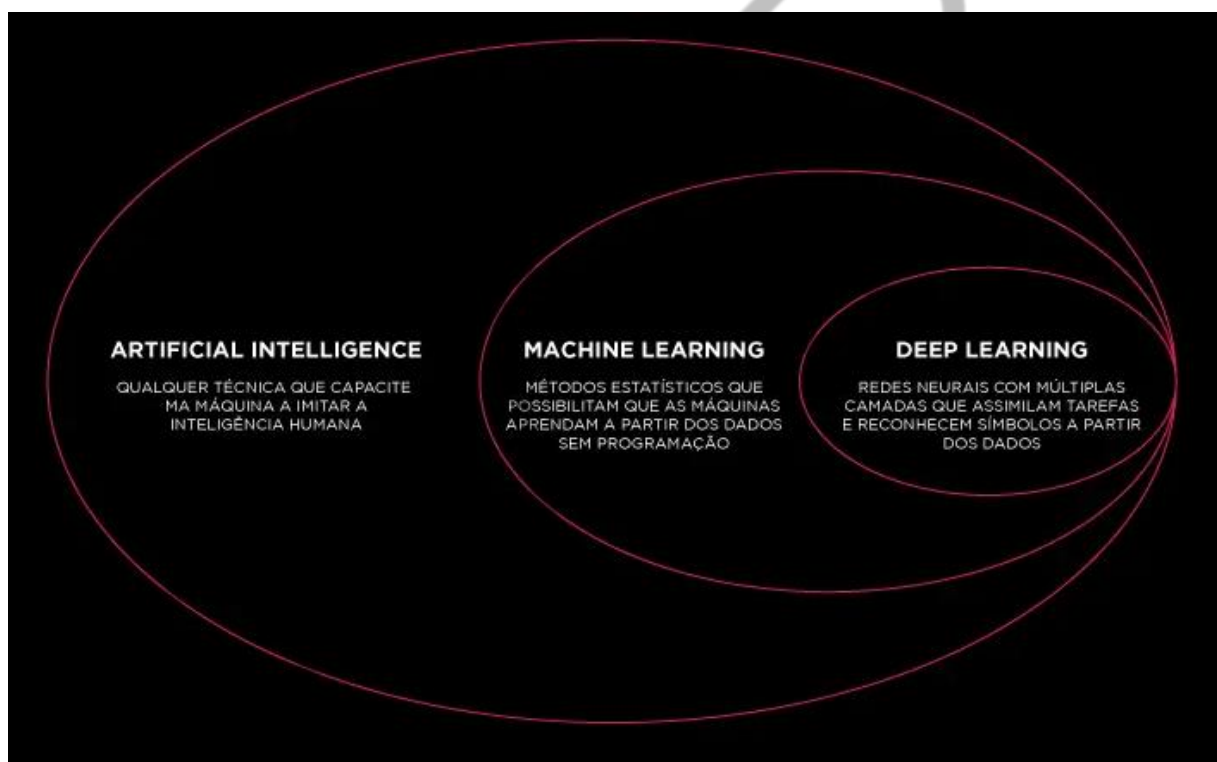 ARTIFICIAL INTELLIGENCE
QUALQUER TÉCNICA QUE CAPACITE
MA MÁQUINA A IMITAR A
INTELIGÊNCIA HUMANA
MACHINE LEARNING
MÉTODOS ESTATÍSTICOS QUE
POSSIBILITAM QUE AS MÁQUINAS
APRENDAM A PARTIR DOS DADOS
SEM PROGRAMAÇÃO
DEEP LEARNING
REDES NEURAIS COM MÚLTIPLAS
CAMADAS QUE ASSIMILAM TAREFAS
E RECONHECEM SÍMBOLOS A PARTIR
DOS DADOS